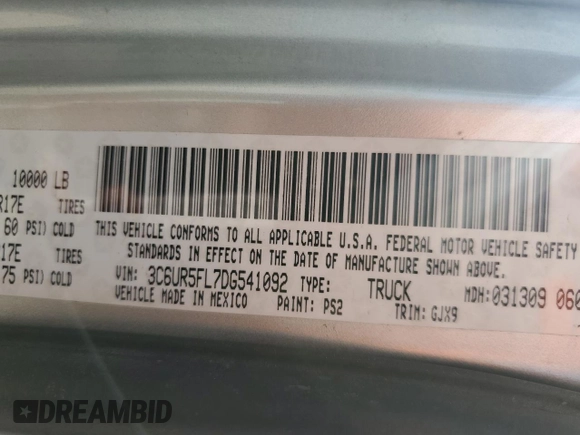 10000 LB
R17E TIRES
60 PSI) COLD
R17E TIRES
75 PSI) COLD
THIS VEHICLE CONFORMS TO ALL APPLICABLE U.S.A. FEDERAL MOTOR VEHICLE SAFETY
STANDARDS IN EFFECT ON THE DATE OF MANUFACTURE SHOWN ABOVE.
VIN: 3C6UR5FL7DG541092 TYPE: TRUCK MDH: 031309 060
VEHICLE MADE IN MEXICO PAINT: PS2 TRIM: GJX9
DREAMBID